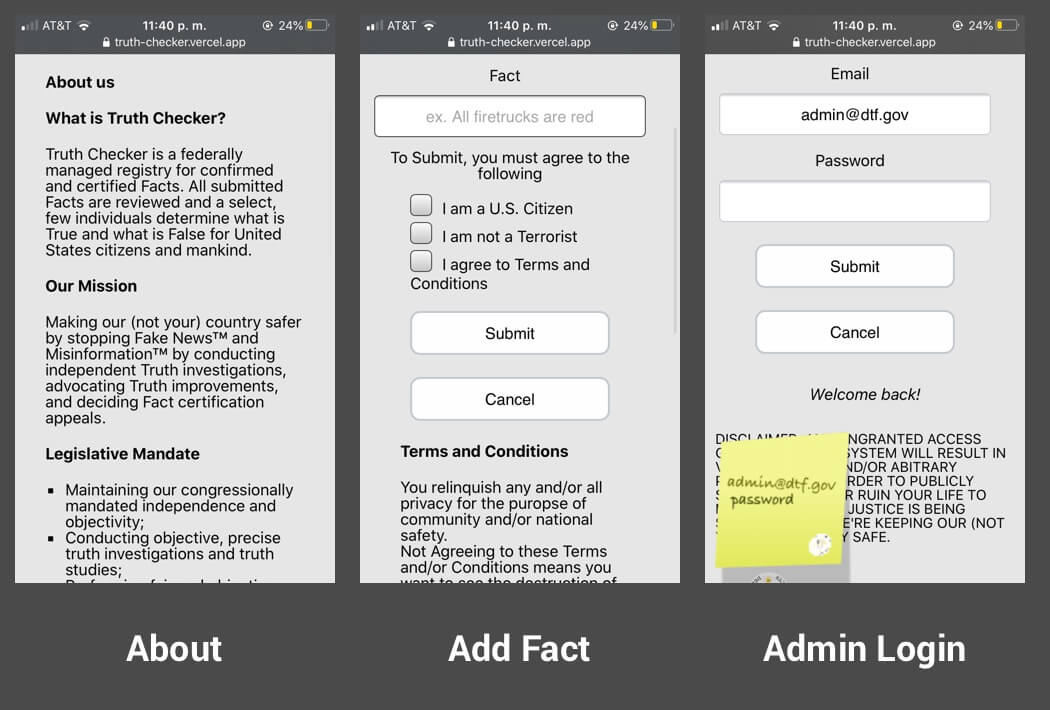 AT&T 11:40 p. m. 24%
truth-checker.vercel.app
About us
What is Truth Checker?
Truth Checker is a federally
managed registry for confirmed
and certified Facts. All submitted
Facts are reviewed and a select,
few individuals determine what is
True and what is False for United
States citizens and mankind.
Our Mission
Making our (not your) country safer
by stopping Fake News™ and
Misinformation™ by conducting
independent Truth investigations,
advocating Truth improvements,
and deciding Fact certification
appeals.
Legislative Mandate
Maintaining our congressionally
mandated independence and
objectivity;
Conducting objective, precise
truth investigations and truth
studies;
About
AT&T 11:40 p. m. 24%
truth-checker.vercel.app
Fact
ex. All firetrucks are red
To Submit, you must agree to the
following
I am a U.S. Citizen
I am not a Terrorist
I agree to Terms and
Conditions
Submit
Cancel
Terms and Conditions
You relinquish any and/or all
privacy for the puropse of
community and/or national
safety.
Not Agreeing to these Terms
and/or Conditions means you
want to see the destruction of
Add Fact
AT&T 11:40 p. m. 24%
truth-checker.vercel.app
Email
admin@dtf.gov
Password
Submit
Cancel
Welcome back!
DISCLAIMER: NGRANTED ACCESS
SYSTEM WILL RESULT IN
ND/OR ABITRARY
RDER TO PUBLICLY
R RUIN YOUR LIFE TO
JUSTICE IS BEING
E'RE KEEPING OUR (NOT
Y SAFE.
admin@dtf.gov
password
Admin Login